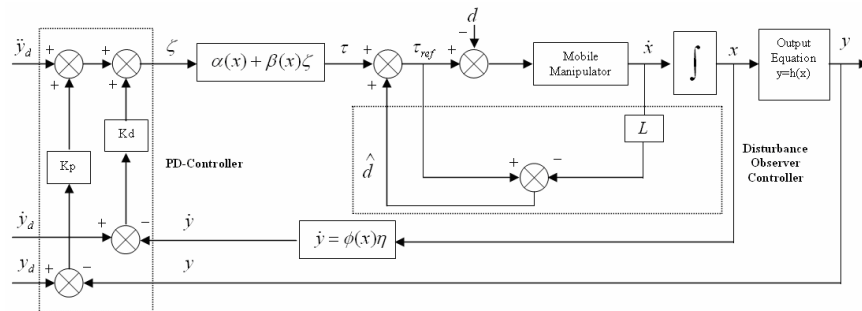 ÿ_d
ζ
α(x) + β(x)ζ
τ
τ_ref
d
Mobile
Manipulator
ẋ
∫
x
Output
Equation
y=h(x)
y
+
+
+
+
+
+
+
−
Kp
Kd
PD-Controller
L
d̂
+
−
Disturbance
Observer
Controller
ẏ_d
+
−
ẏ
ẏ = ϕ(x)η
y_d
+
−
y